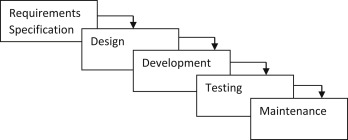 Requirements
Specification
Design
Development
Testing
Maintenance